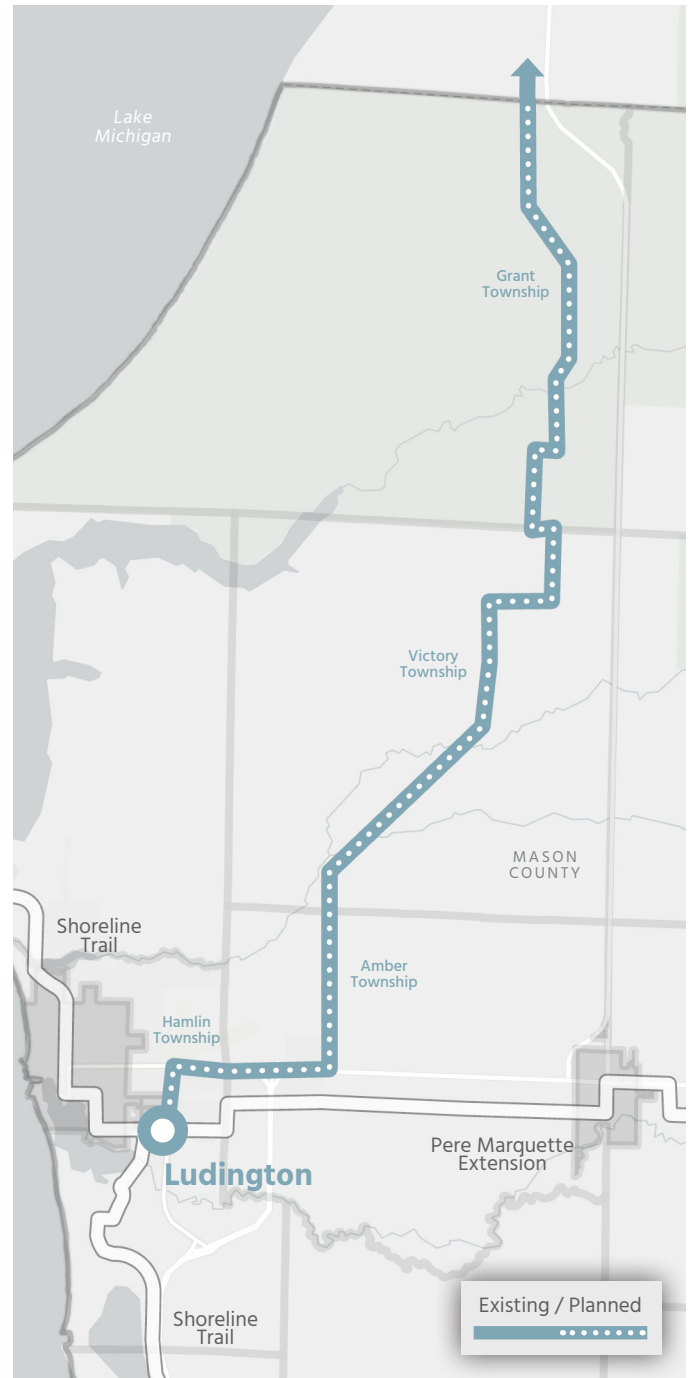 Lake
Michigan
Grant
Township
Victory
Township
MASON
COUNTY
Shoreline
Trail
Amber
Township
Hamlin
Township
Pere Marquette
Extension
Ludington
Existing / Planned
Shoreline
Trail